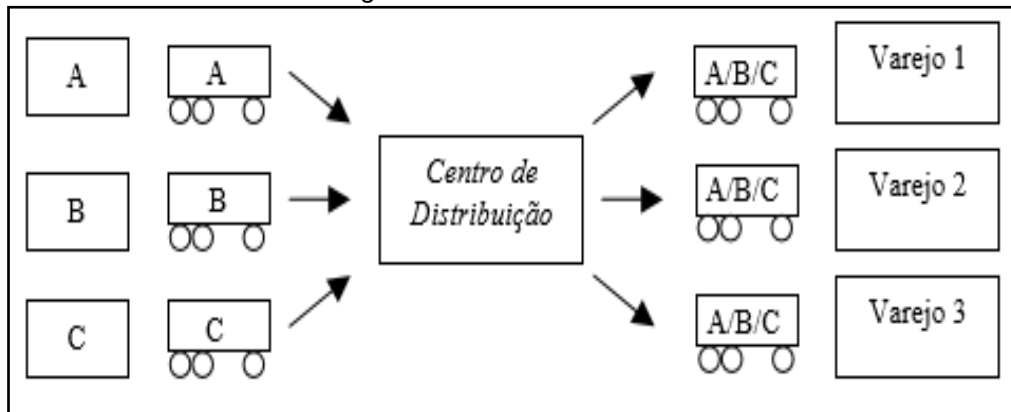 A
A
A/B/C
Varejo 1
B
B
Centro de
Distribuição
A/B/C
Varejo 2
C
C
A/B/C
Varejo 3